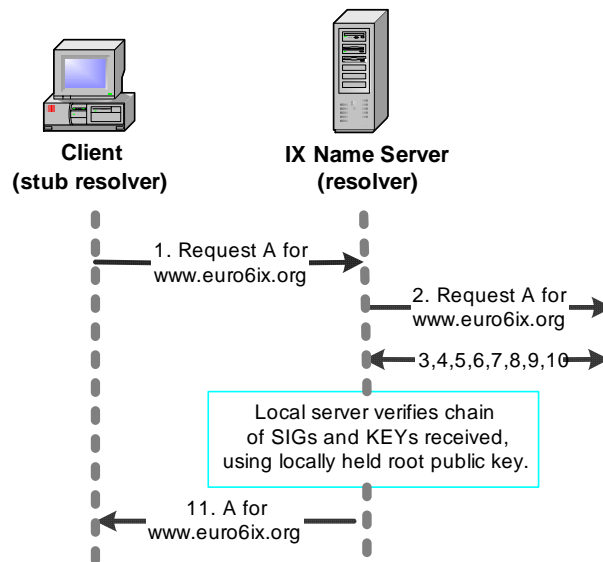 Client
(stub resolver)
IX Name Server
(resolver)
1. Request A for
www.euro6ix.org
2. Request A for
www.euro6ix.org
3,4,5,6,7,8,9,10
Local server verifies chain
of SIGs and KEYs received,
using locally held root public key.
11. A for
www.euro6ix.org